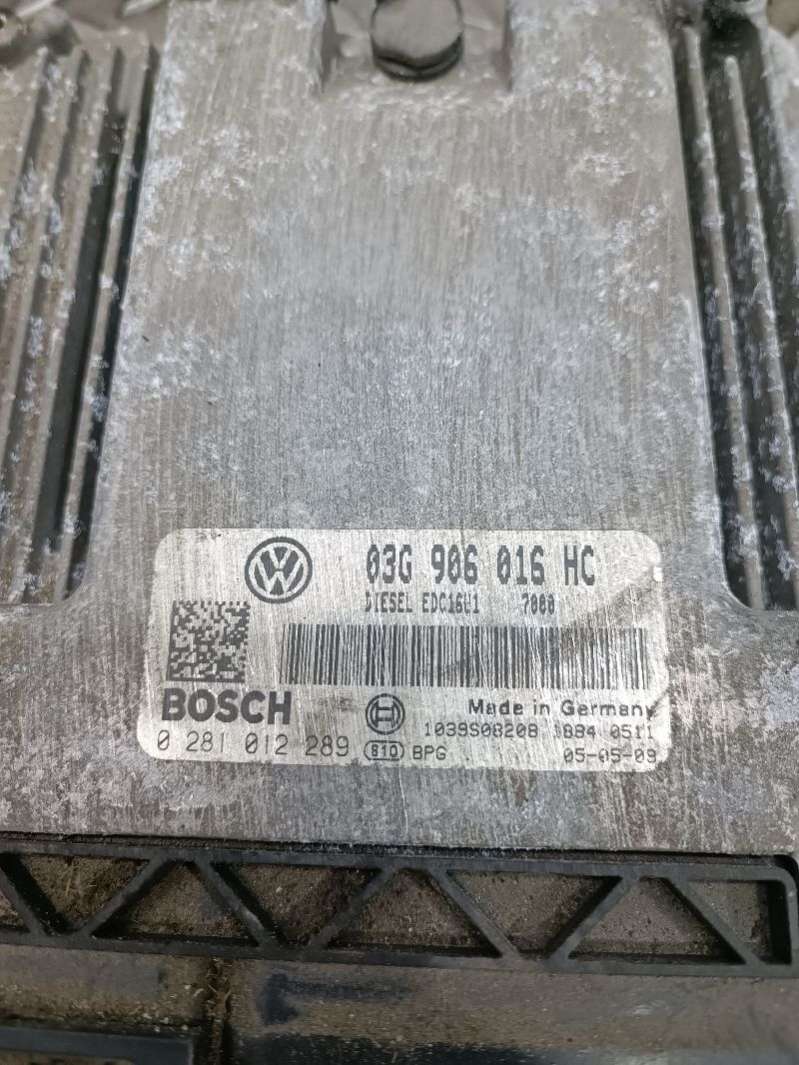 03G 906 016 HC
DIESEL EDC16U1 7000
BOSCH
Made in Germany
1039S08208 3884 0511
0 281 012 289
810 BPG
05-05-09